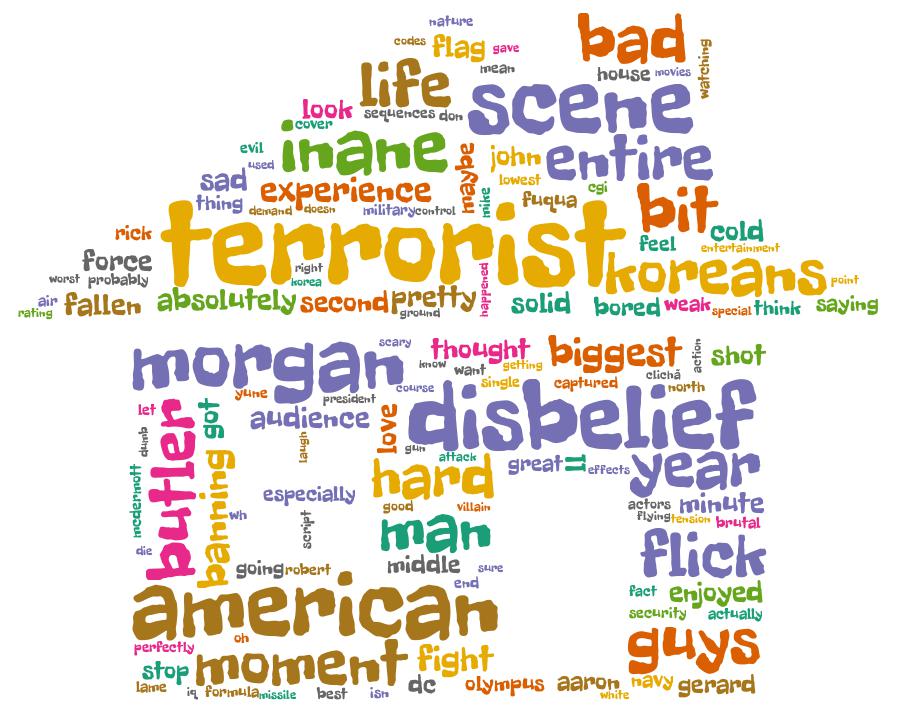 nature
codes flag gave bad
mean house movies watching
life
look sequences don scene
cover
evil inane maybe john entire
used lowest
sad experience mike cgi
thing demand doesn military control fuqua bit
rick terrorist feel cold
entertainment
force right koreans
worst probably korea happened point
air fallen absolutely second pretty solid bored weak special think saying
rating ground
morgan scary thought biggest action shot
know want getting clichã
course single captured north
yune president
let butler got audience love disbelief
dumb laugh gun attack
banning hard great ll effects year
mcdermott especially good villain actors minute
wh script man flying tension brutal
die going robert middle sure flick
end
american fact enjoyed
security actually
oh
perfectly guys
stop moment fight
lame iq formula missile best isn dc olympus aaron white navy gerard